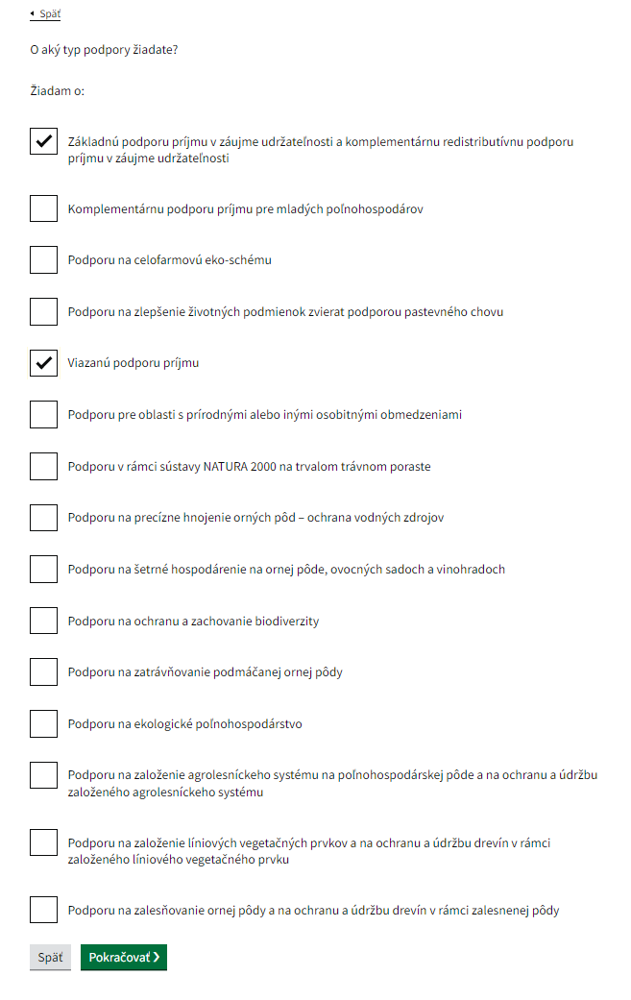 Späť
O aký typ podpory žiadate?
Žiadam o:
Základnú podporu príjmu v záujme udržateľnosti a komplementárnu redistributívnu podporu
príjmu v záujme udržateľnosti
Komplementárnu podporu príjmu pre mladých poľnohospodárov
Podporu na celofarmovú eko-schému
Podporu na zlepšenie životných podmienok zvierat podporou pastevného chovu
Viazanú podporu príjmu
Podporu pre oblasti s prírodnými alebo inými osobitnými obmedzeniami
Podporu v rámci sústavy NATURA 2000 na trvalom trávnom poraste
Podporu na precízne hnojenie orných pôd – ochrana vodných zdrojov
Podporu na šetrné hospodárenie na ornej pôde, ovocných sadoch a vinohradoch
Podporu na ochranu a zachovanie biodiverzity
Podporu na zatrávňovanie podmáčanej ornej pôdy
Podporu na ekologické poľnohospodárstvo
Podporu na založenie agrolesníckeho systému na poľnohospodárskej pôde a na ochranu a údržbu
založeného agrolesníckeho systému
Podporu na založenie líniových vegetačných prvkov a na ochranu a údržbu drevín v rámci
založeného líniového vegetačného prvku
Podporu na zalesňovanie ornej pôdy a na ochranu a údržbu drevín v rámci zalesnenej pôdy
Späť Pokračovať